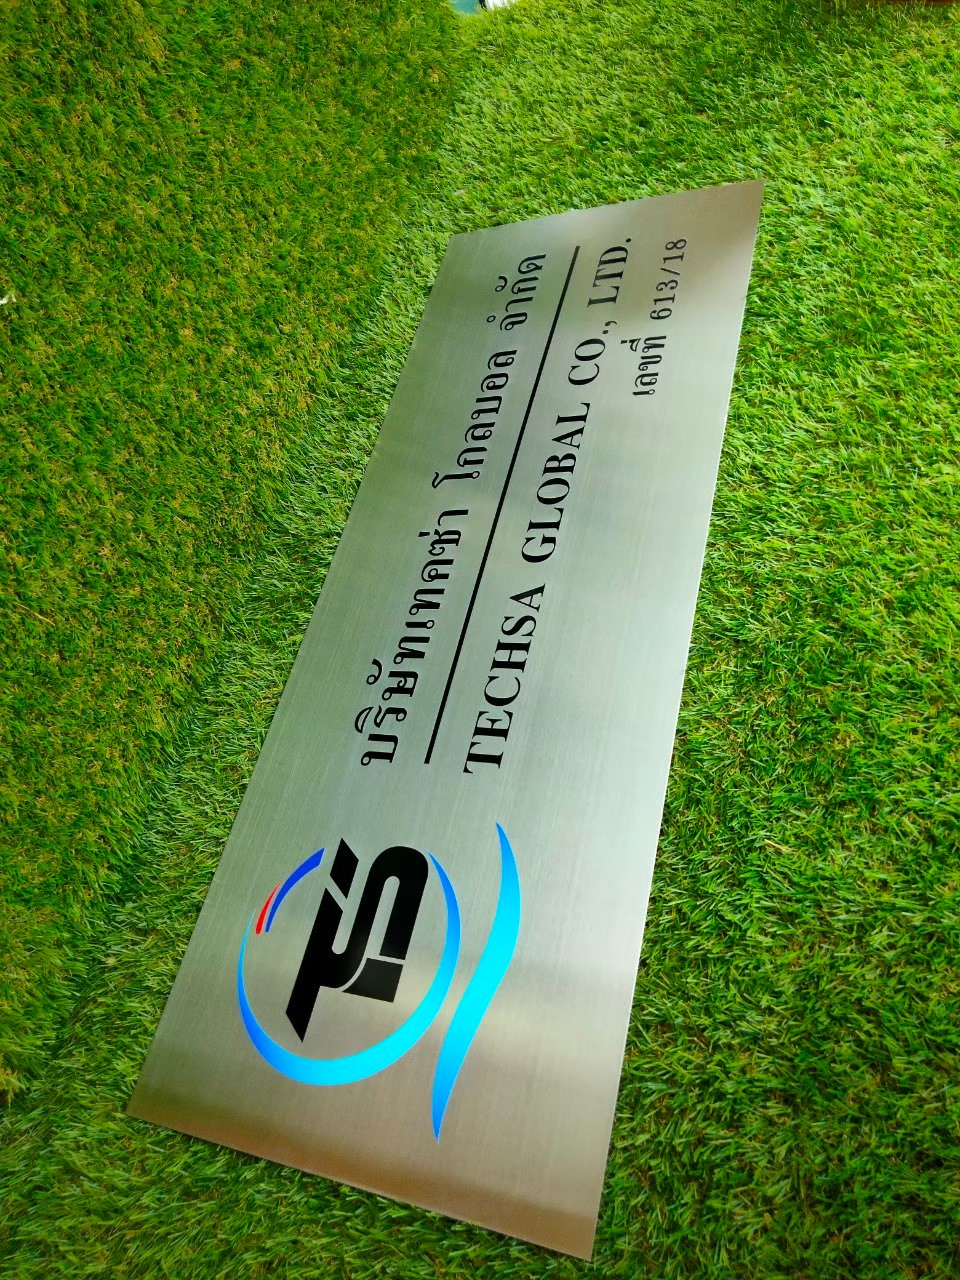 TS
บริษัทเทคซ่า โกลบอล จำกัด
TECHSA GLOBAL CO., LTD.
เลขที่ 613/18